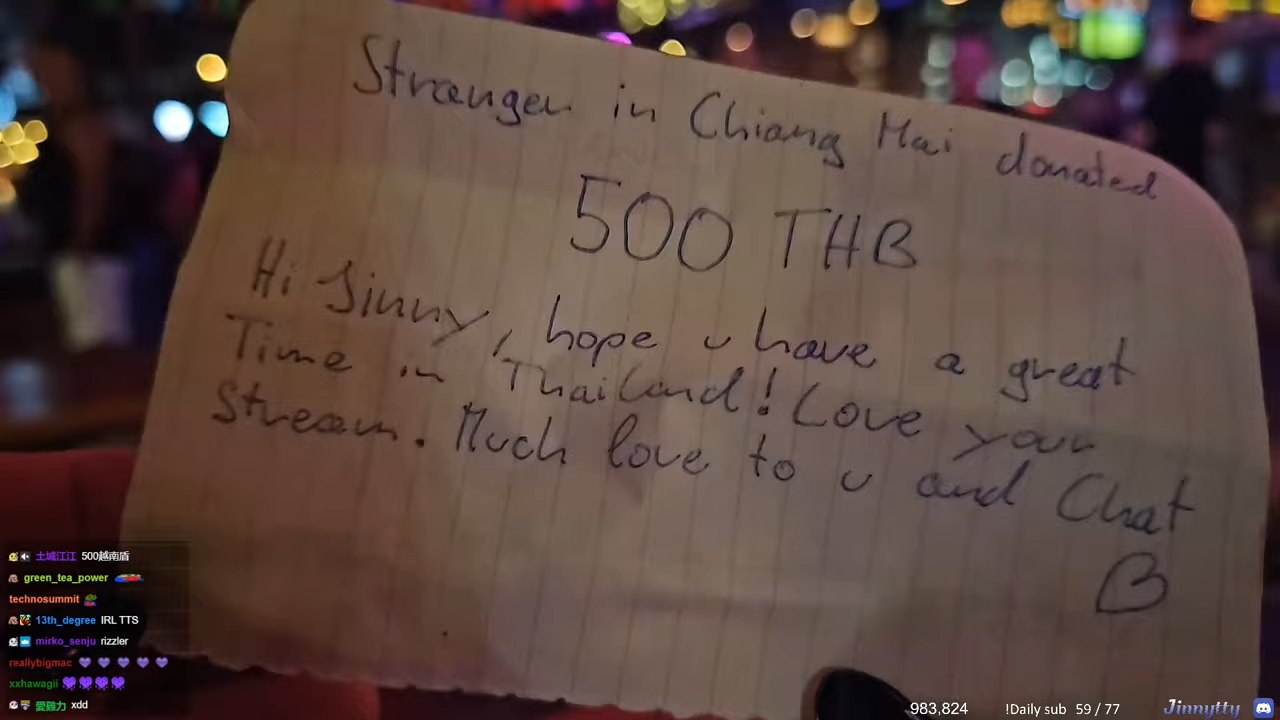 Stranger in Chiang Mai donated
500 THB
Hi Jinny, hope u have a great
Time in Thailand! Love your
Stream. Much love to u and Chat
B
土城江江 500越南盾
green_tea_power
technosummit
13th_degree IRL TTS
mirko_senju rizzler
reallybigmac
xxhawagii
愛雞力 xdd
983,824 !Daily sub 59 / 77 Jinnytty